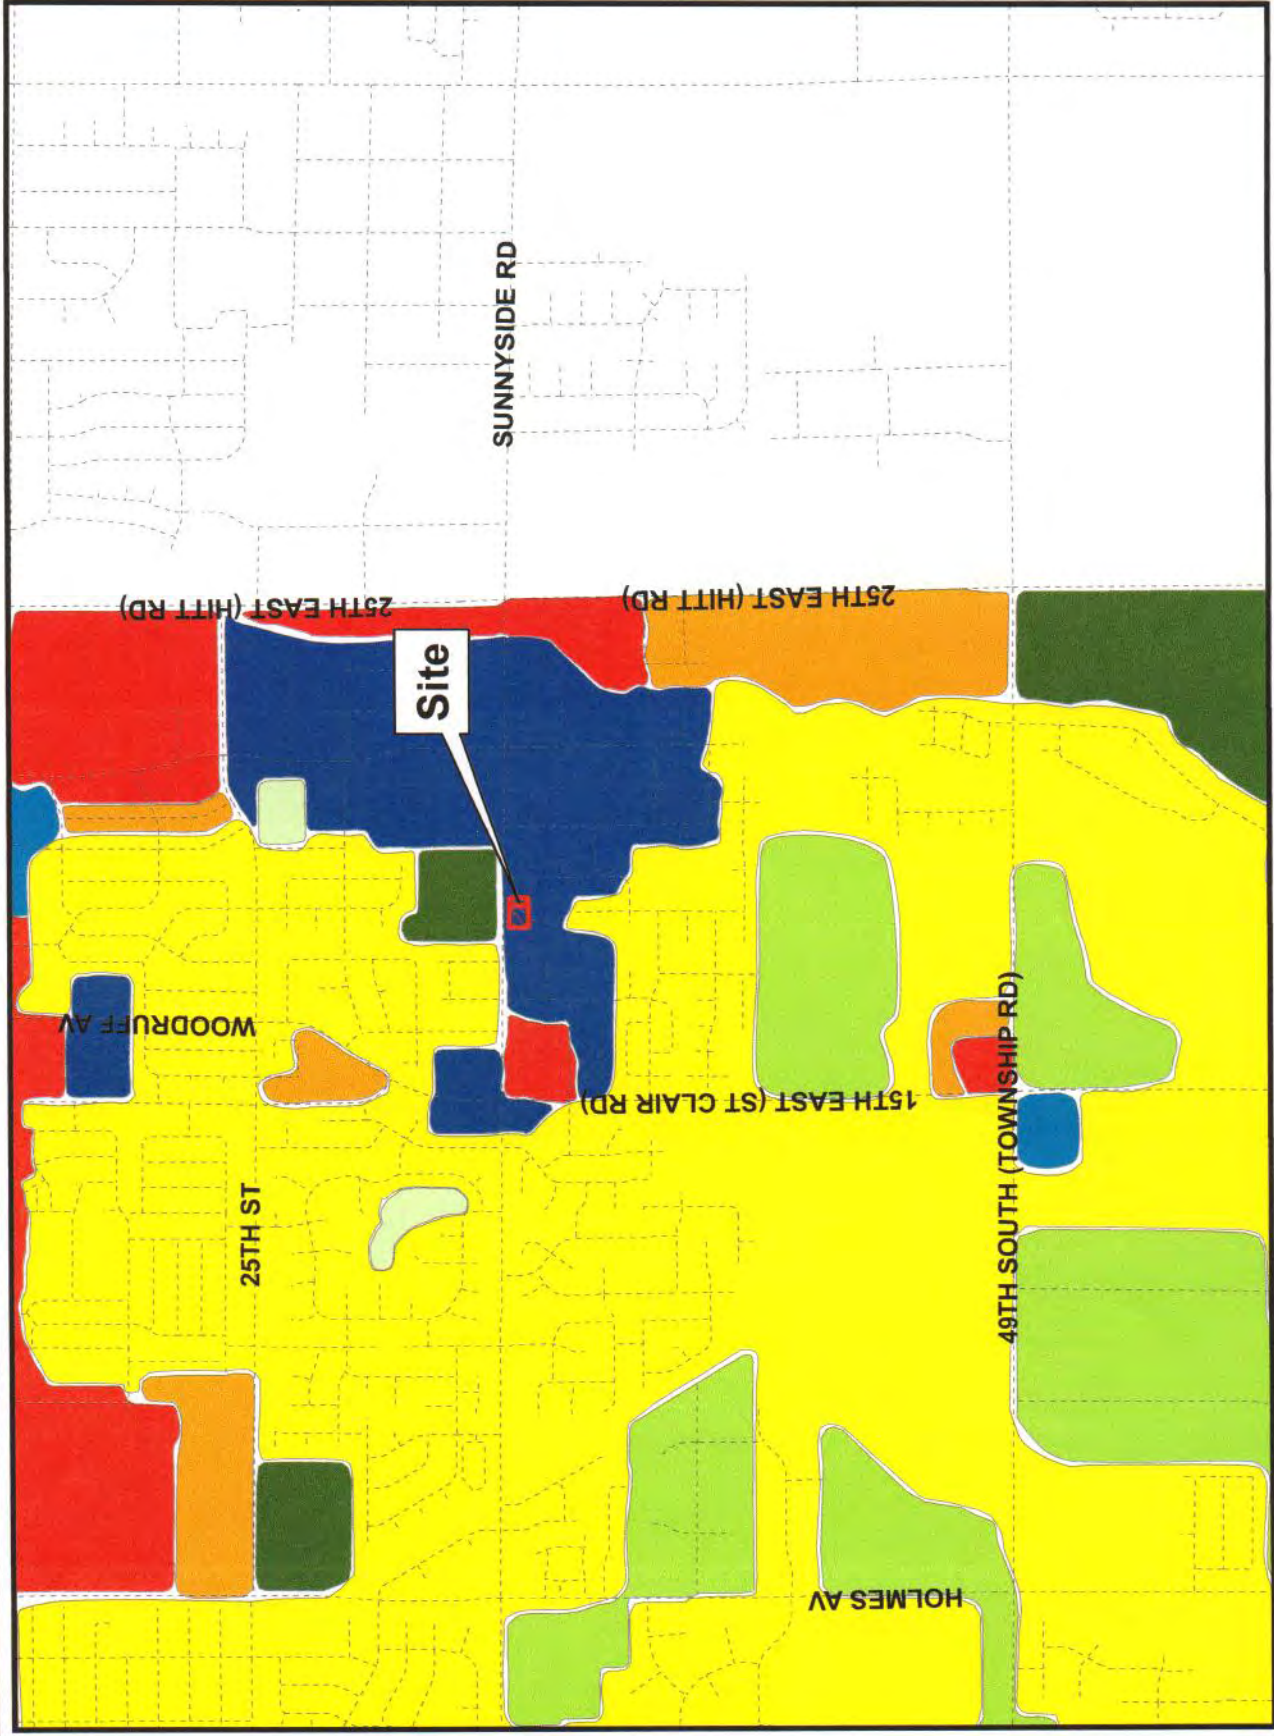 SUNNYSIDE RD
25TH EAST (HITT RD)
25TH EAST (HITT RD)
Site
WOODRUFF AV
15TH EAST (ST CLAIR RD)
25TH ST
49TH SOUTH (TOWNSHIP RD)
HOLMES AV